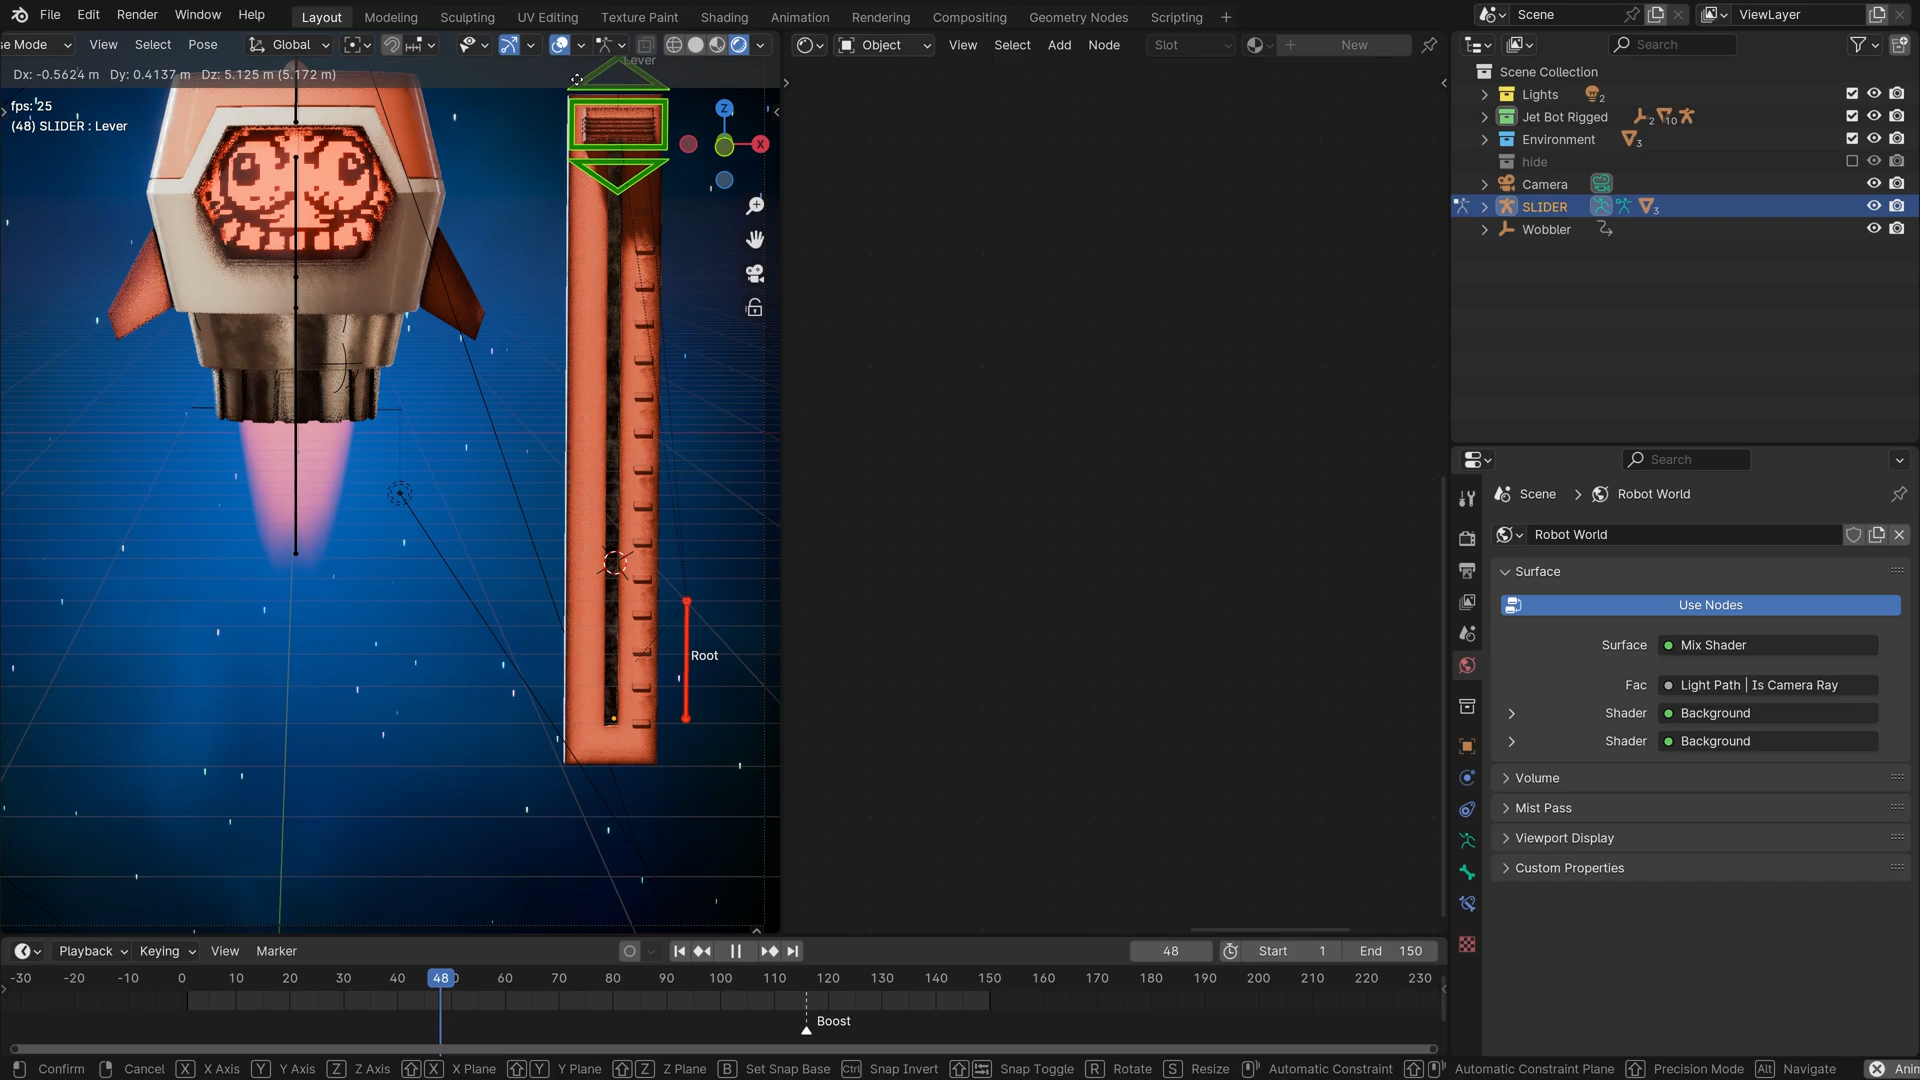 File Edit Render Window Help Layout Modeling Sculpting UV Editing Texture Paint Shading Animation Rendering Compositing Geometry Nodes Scripting + Scene ViewLayer
se Mode View Select Pose Global Object View Select Add Node Slot New Search
Dx: -0.5624 m Dy: 0.4137 m Dz: 5.125 m (5.172 m)
Lever
fps: 25
(48) SLIDER : Lever
Z
X
Root
Scene Collection
Lights 2
Jet Bot Rigged 2 10
Environment 3
hide
Camera
SLIDER 3
Wobbler
Search
Scene > Robot World
Robot World
Surface
Use Nodes
Surface Mix Shader
Fac Light Path | Is Camera Ray
Shader Background
Shader Background
Volume
Mist Pass
Viewport Display
Custom Properties
Playback Keying View Marker 48 Start 1 End 150
-30 -20 -10 0 10 20 30 40 48 60 70 80 90 100 110 120 130 140 150 160 170 180 190 200 210 220 230
Boost
Confirm Cancel X X Axis Y Y Axis Z Z Axis X X Plane Y Y Plane Z Z Plane B Set Snap Base Ctrl Snap Invert Snap Toggle R Rotate S Resize Automatic Constraint Automatic Constraint Plane Precision Mode Alt Navigate Anin